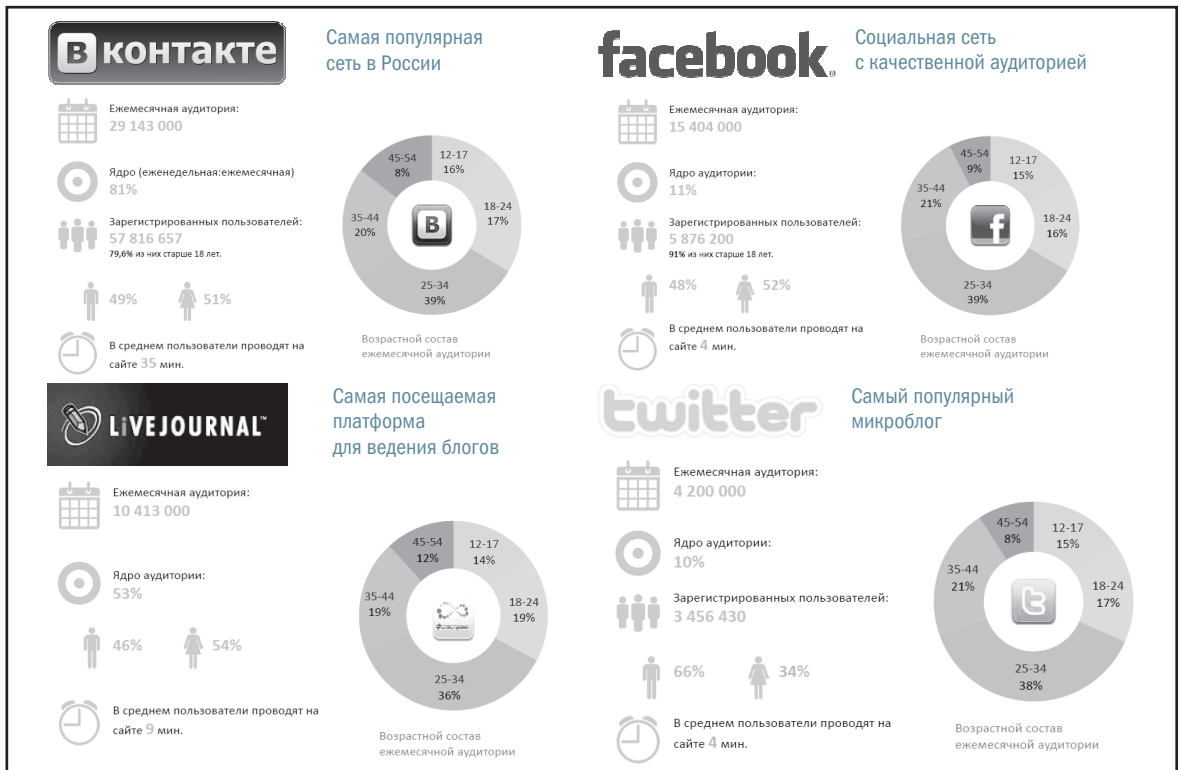 В контакте
Самая популярная
сеть в России
Ежемесячная аудитория:
29 143 000
Ядро (еженедельная:ежемесячная)
81%
Зарегистрированных пользователей:
57 816 657
79,6% из них старше 18 лет.
49%
51%
В среднем пользователи проводят на
сайте 35 мин.
45-54
8%
12-17
16%
18-24
17%
35-44
20%
25-34
39%
В
Возрастной состав
ежемесячной аудитории
facebook
Социальная сеть
с качественной аудиторией
Ежемесячная аудитория:
15 404 000
Ядро аудитории:
11%
Зарегистрированных пользователей:
5 876 200
91% из них старше 18 лет.
48%
52%
В среднем пользователи проводят на
сайте 4 мин.
45-54
9%
12-17
15%
35-44
21%
18-24
16%
25-34
39%
f
Возрастной состав
ежемесячной аудитории
LiVEJOURNAL™
Самая посещаемая
платформа
для ведения блогов
Ежемесячная аудитория:
10 413 000
Ядро аудитории:
53%
46%
54%
В среднем пользователи проводят на
сайте 9 мин.
45-54
12%
12-17
14%
35-44
19%
18-24
19%
25-34
36%
Возрастной состав
ежемесячной аудитории
twitter
Самый популярный
микроблог
Ежемесячная аудитория:
4 200 000
Ядро аудитории:
10%
Зарегистрированных пользователей:
3 456 430
66%
34%
В среднем пользователи проводят на
сайте 4 мин.
45-54
8%
12-17
15%
35-44
21%
18-24
17%
25-34
38%
t
Возрастной состав
ежемесячной аудитории